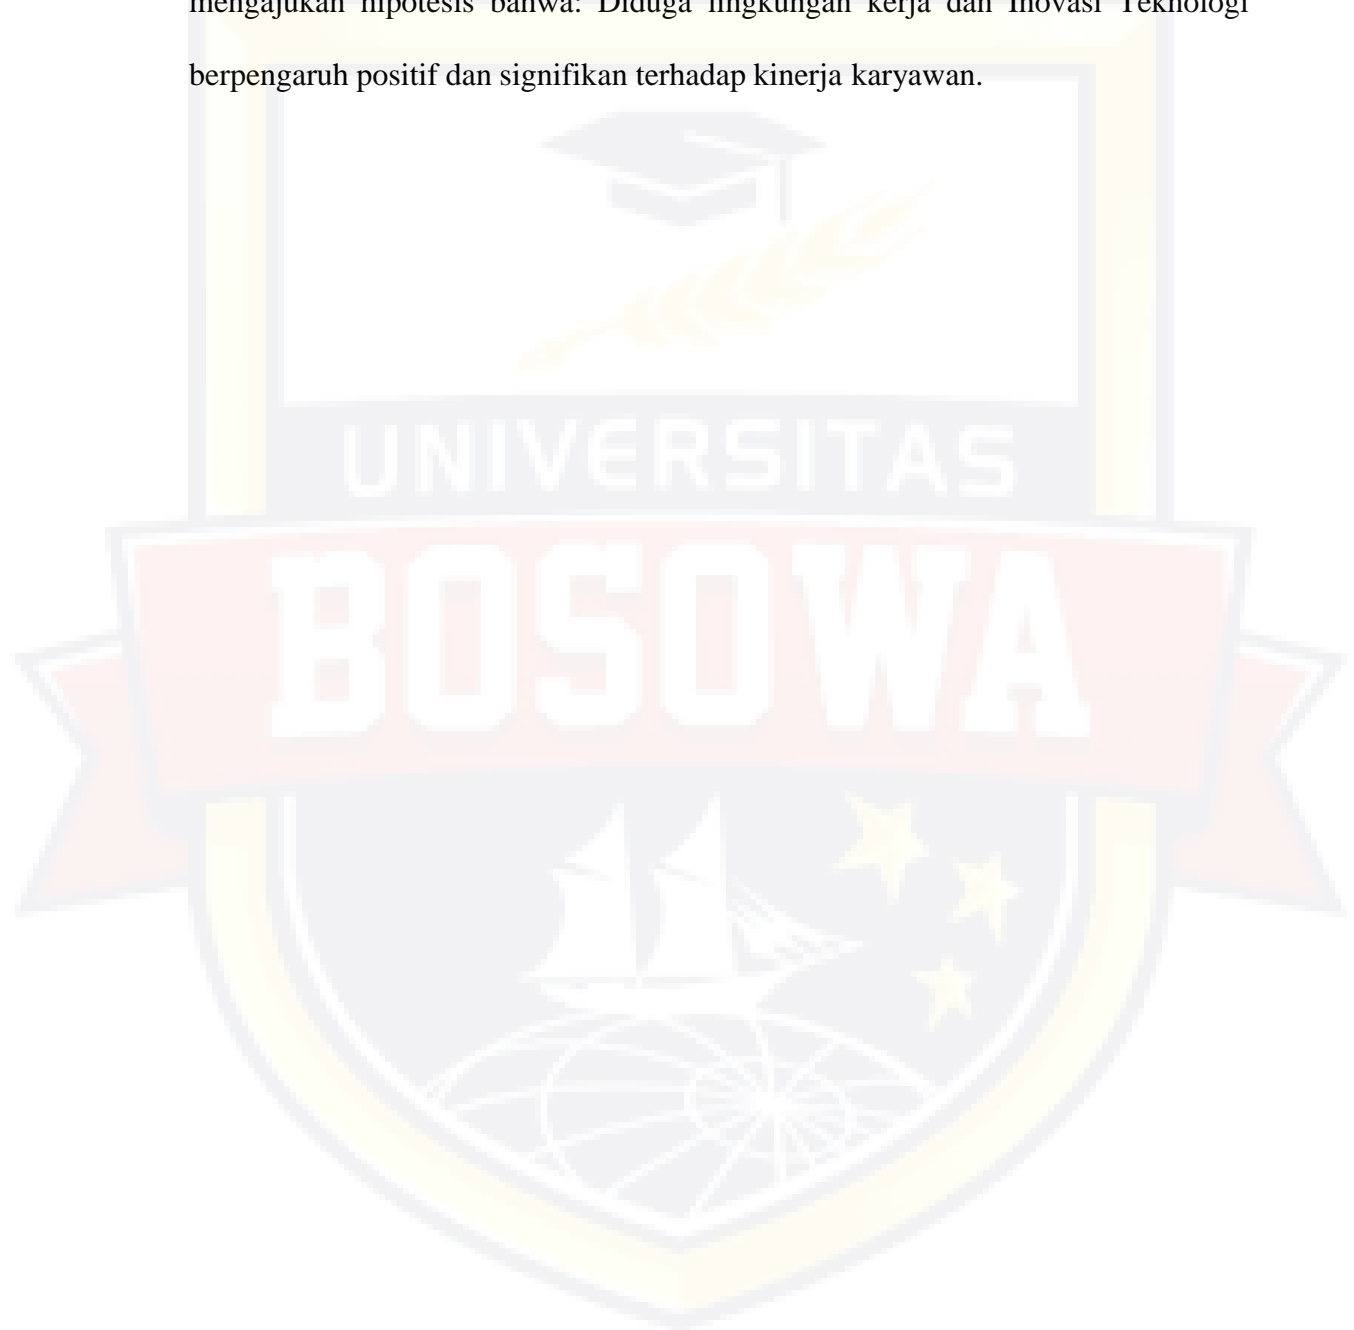 mengajukan hipotesis bahwa: Diduga lingkungan kerja dan Inovasi Teknologi
berpengaruh positif dan signifikan terhadap kinerja karyawan.
UNIVERSITAS
BOSOWA